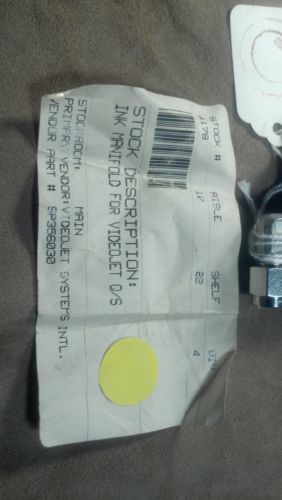 STOCK # AISLE SHELF
10 22 4
STOCK DESCRIPTION:
INK MANIFOLD FOR VIDEOJET O/S
STOCKROOM: MAIN
PRIMARY VENDOR: VIDEOJET SYSTEMS INTL.
VENDOR PART # SP356030